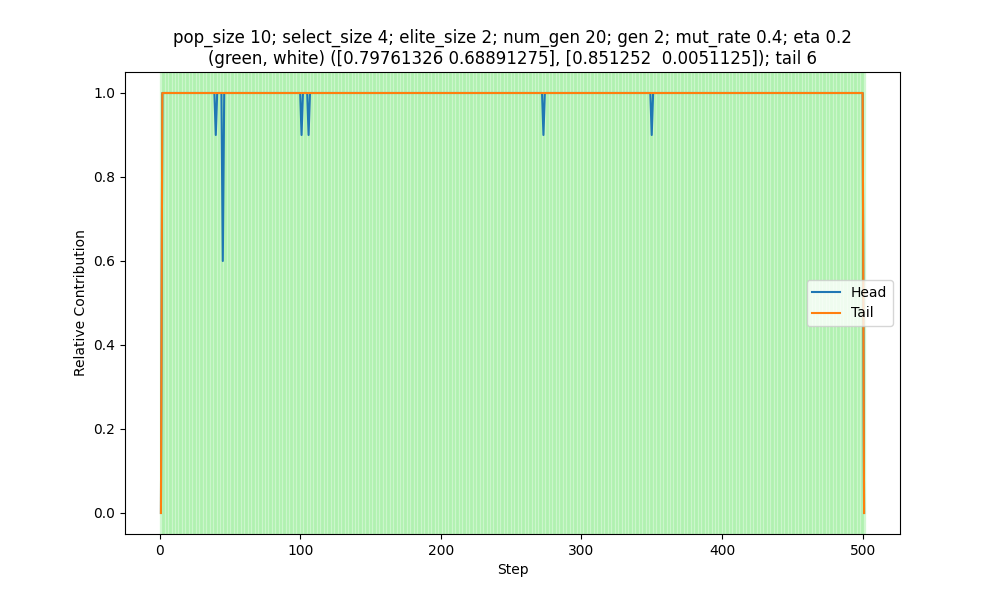 pop_size 10; select_size 4; elite_size 2; num_gen 20; gen 2; mut_rate 0.4; eta 0.2
(green, white) ([0.79761326 0.68891275], [0.851252  0.0051125]); tail 6
1.0
0.8
0.6
0.4
0.2
0.0
Relative Contribution
Head
Tail
0
100
200
300
400
500
Step